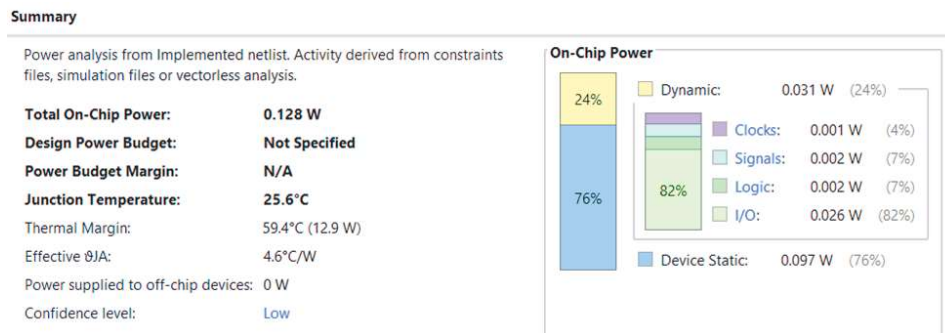 Summary
Power analysis from Implemented netlist. Activity derived from constraints
files, simulation files or vectorless analysis.
Total On-Chip Power: 0.128 W
Design Power Budget: Not Specified
Power Budget Margin: N/A
Junction Temperature: 25.6°C
Thermal Margin: 59.4°C (12.9 W)
Effective ϑJA: 4.6°C/W
Power supplied to off-chip devices: 0 W
Confidence level: Low
On-Chip Power
24%
76%
Dynamic: 0.031 W (24%)
82%
Clocks: 0.001 W (4%)
Signals: 0.002 W (7%)
Logic: 0.002 W (7%)
I/O: 0.026 W (82%)
Device Static: 0.097 W (76%)